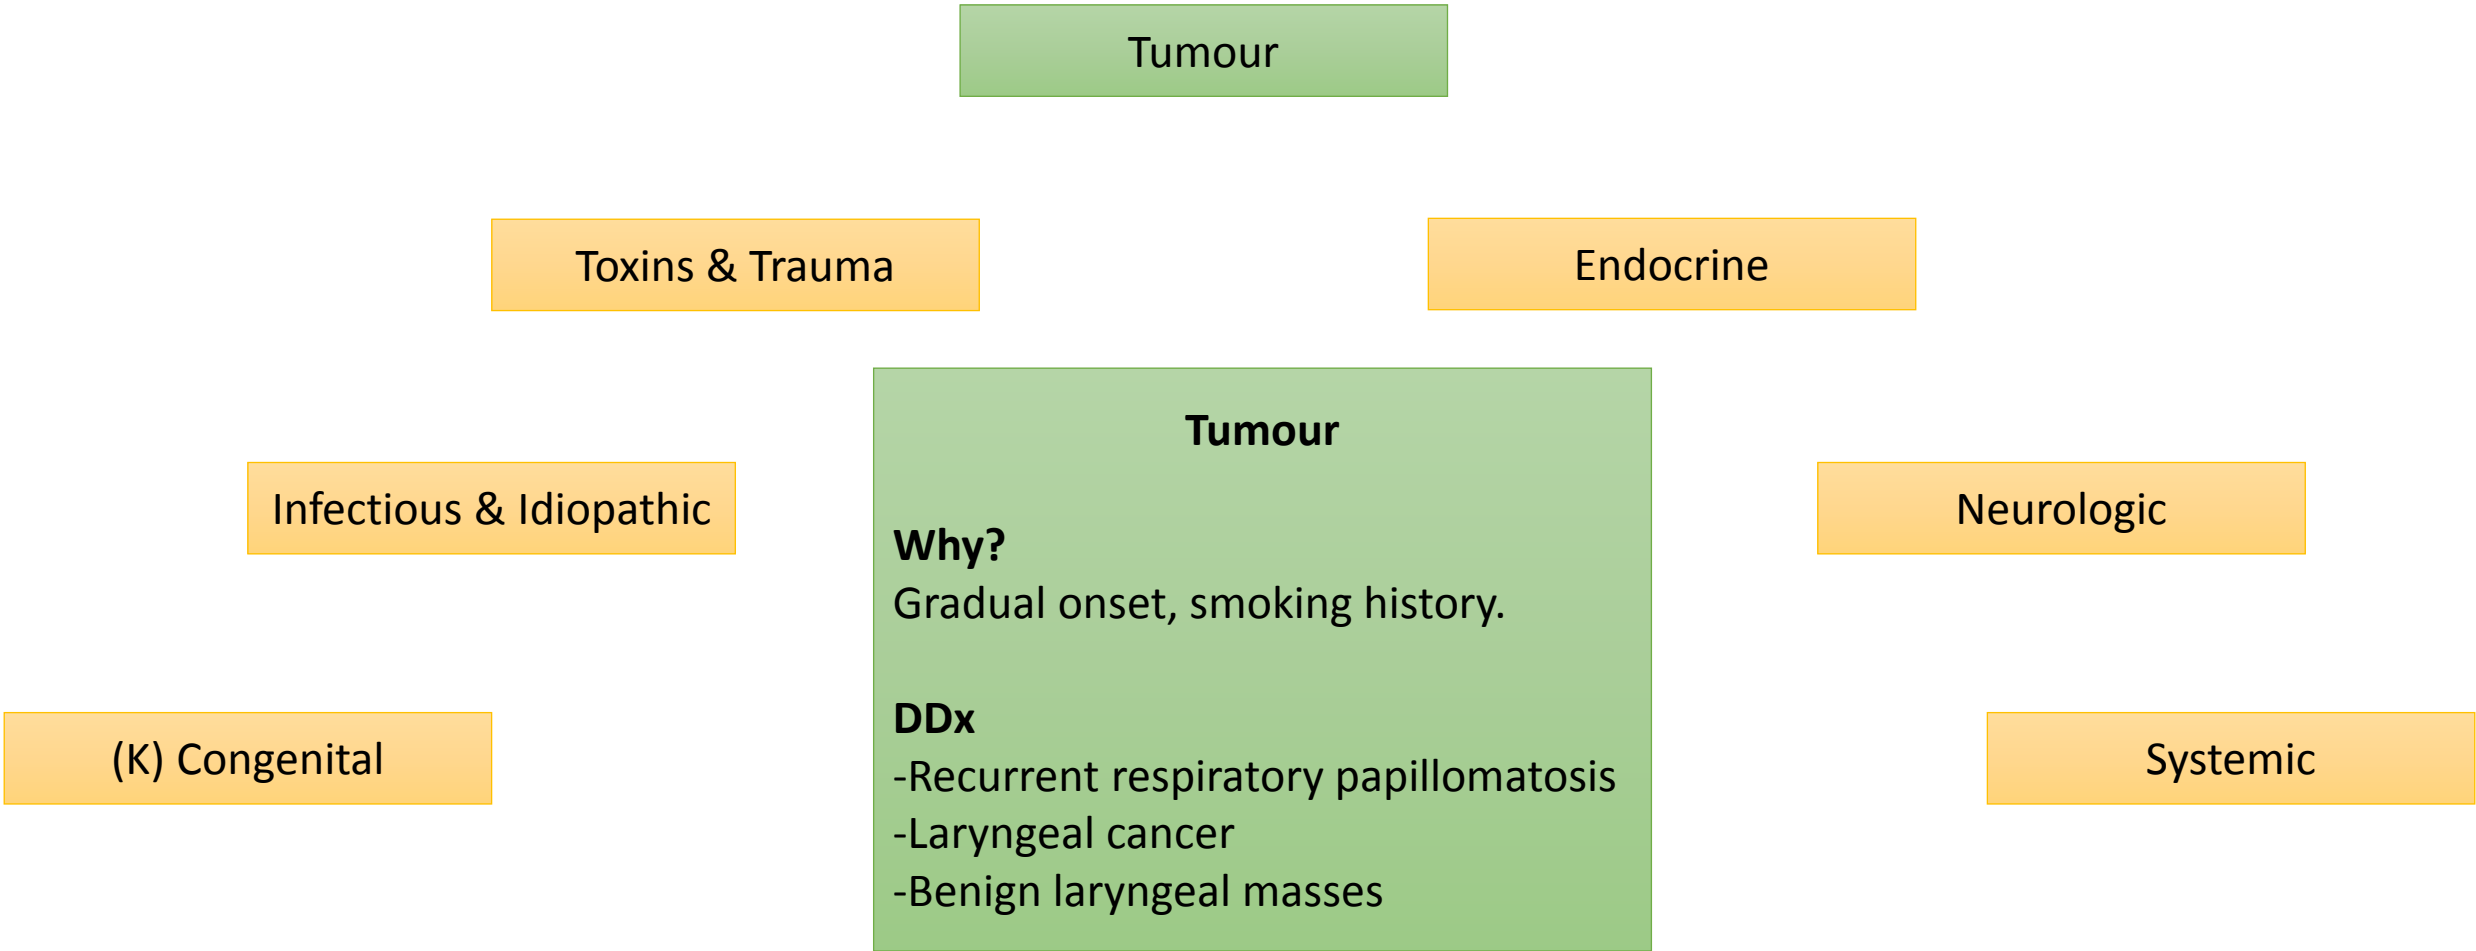 Tumour
Toxins & Trauma
Endocrine
Infectious & Idiopathic
Neurologic
(K) Congenital
Systemic
Tumour
Why?
Gradual onset, smoking history.
DDx
-Recurrent respiratory papillomatosis
-Laryngeal cancer
-Benign laryngeal masses